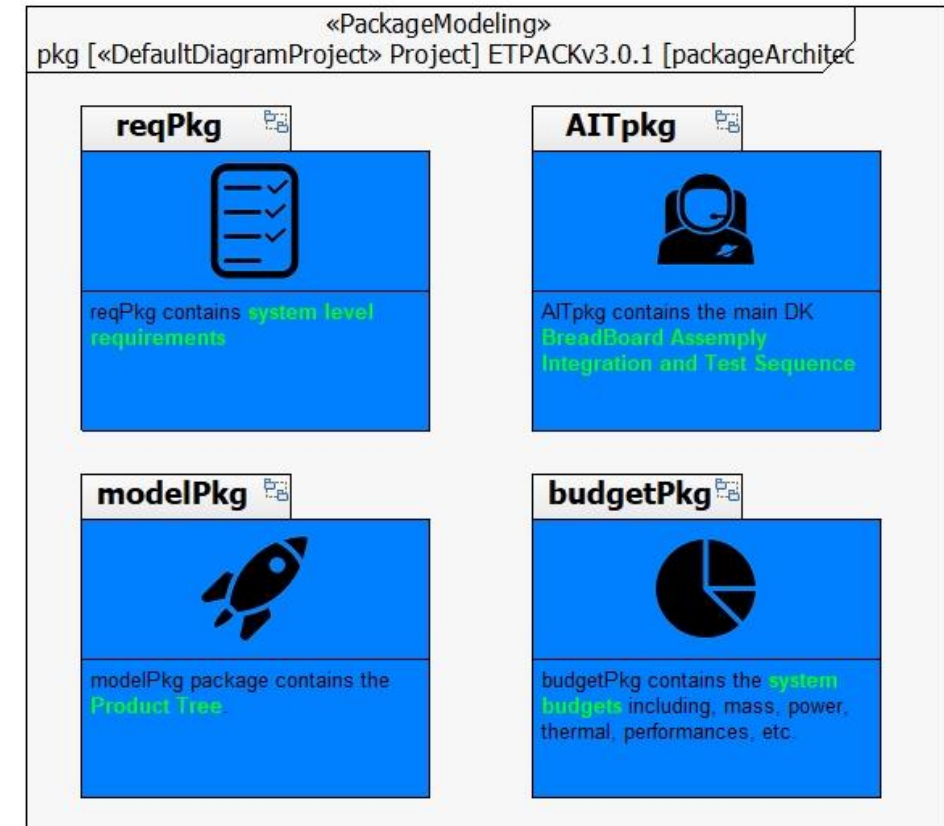 «PackageModeling»
pkg [«DefaultDiagramProject» Project] ETPACKv3.0.1 [packageArchitec
reqPkg
reqPkg contains system level
requirements
AITpkg
AITpkg contains the main DK
BreadBoard Assemply
Integration and Test Sequence
modelPkg
modelPkg package contains the
Product Tree.
budgetPkg
budgetPkg contains the system
budgets including, mass, power,
thermal, performances, etc.